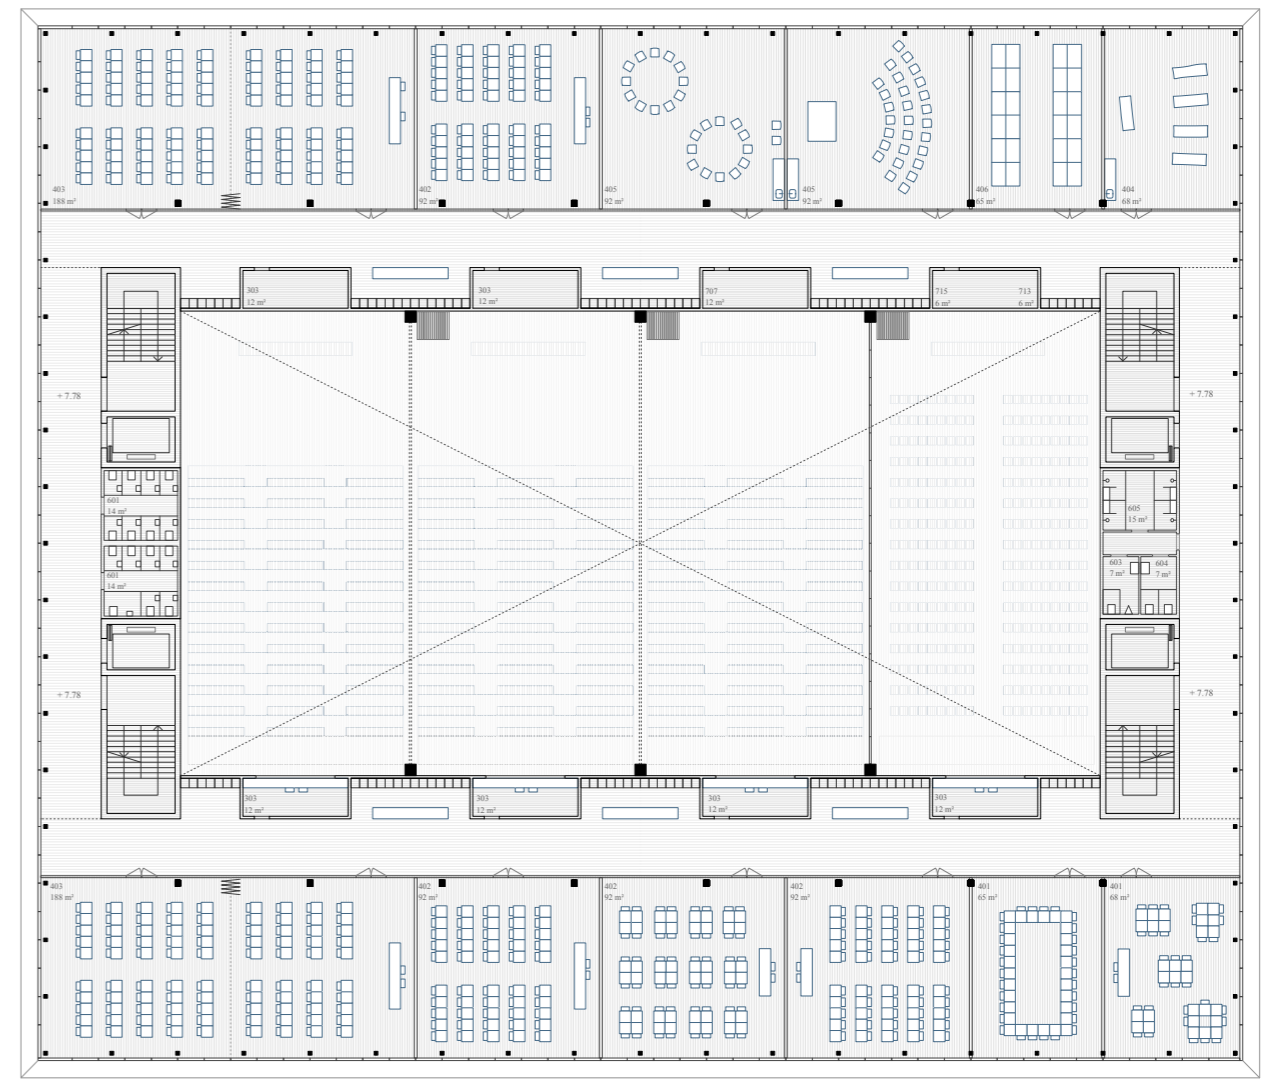 403
188 m²
402
92 m²
405
92 m²
405
92 m²
406
65 m²
404
68 m²
303
12 m²
303
12 m²
707
12 m²
715
6 m²
713
6 m²
+ 7.78
+ 7.78
601
14 m²
605
15 m²
601
14 m²
603
7 m²
604
7 m²
+ 7.78
+ 7.78
303
12 m²
303
12 m²
303
12 m²
303
12 m²
403
188 m²
402
92 m²
402
92 m²
402
92 m²
401
65 m²
401
68 m²